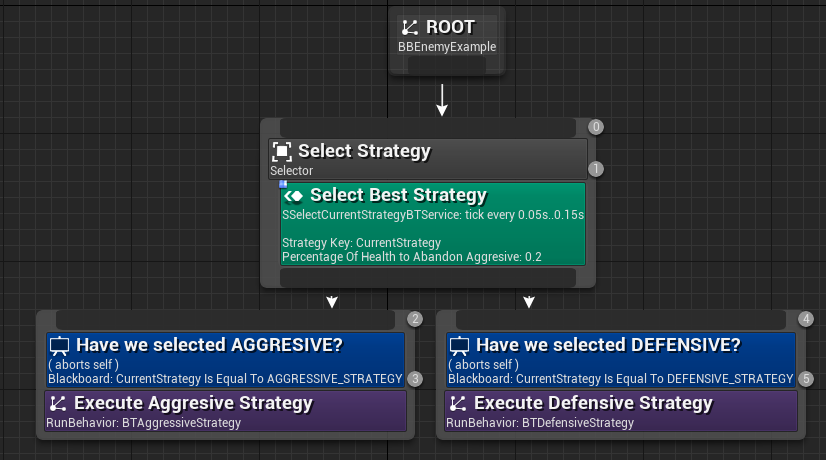 ROOT
BBEnemyExample
0
Select Strategy
Selector
1
Select Best Strategy
SSelectCurrentStrategyBTService: tick every 0.05s..0.15s
Strategy Key: CurrentStrategy
Percentage Of Health to Abandon Aggresive: 0.2
2
Have we selected AGGRESIVE?
( aborts self )
Blackboard: CurrentStrategy Is Equal To AGGRESSIVE_STRATEGY
3
Execute Aggresive Strategy
RunBehavior: BTAggressiveStrategy
4
Have we selected DEFENSIVE?
( aborts self )
Blackboard: CurrentStrategy Is Equal To DEFENSIVE_STRATEGY
5
Execute Defensive Strategy
RunBehavior: BTDefensiveStrategy